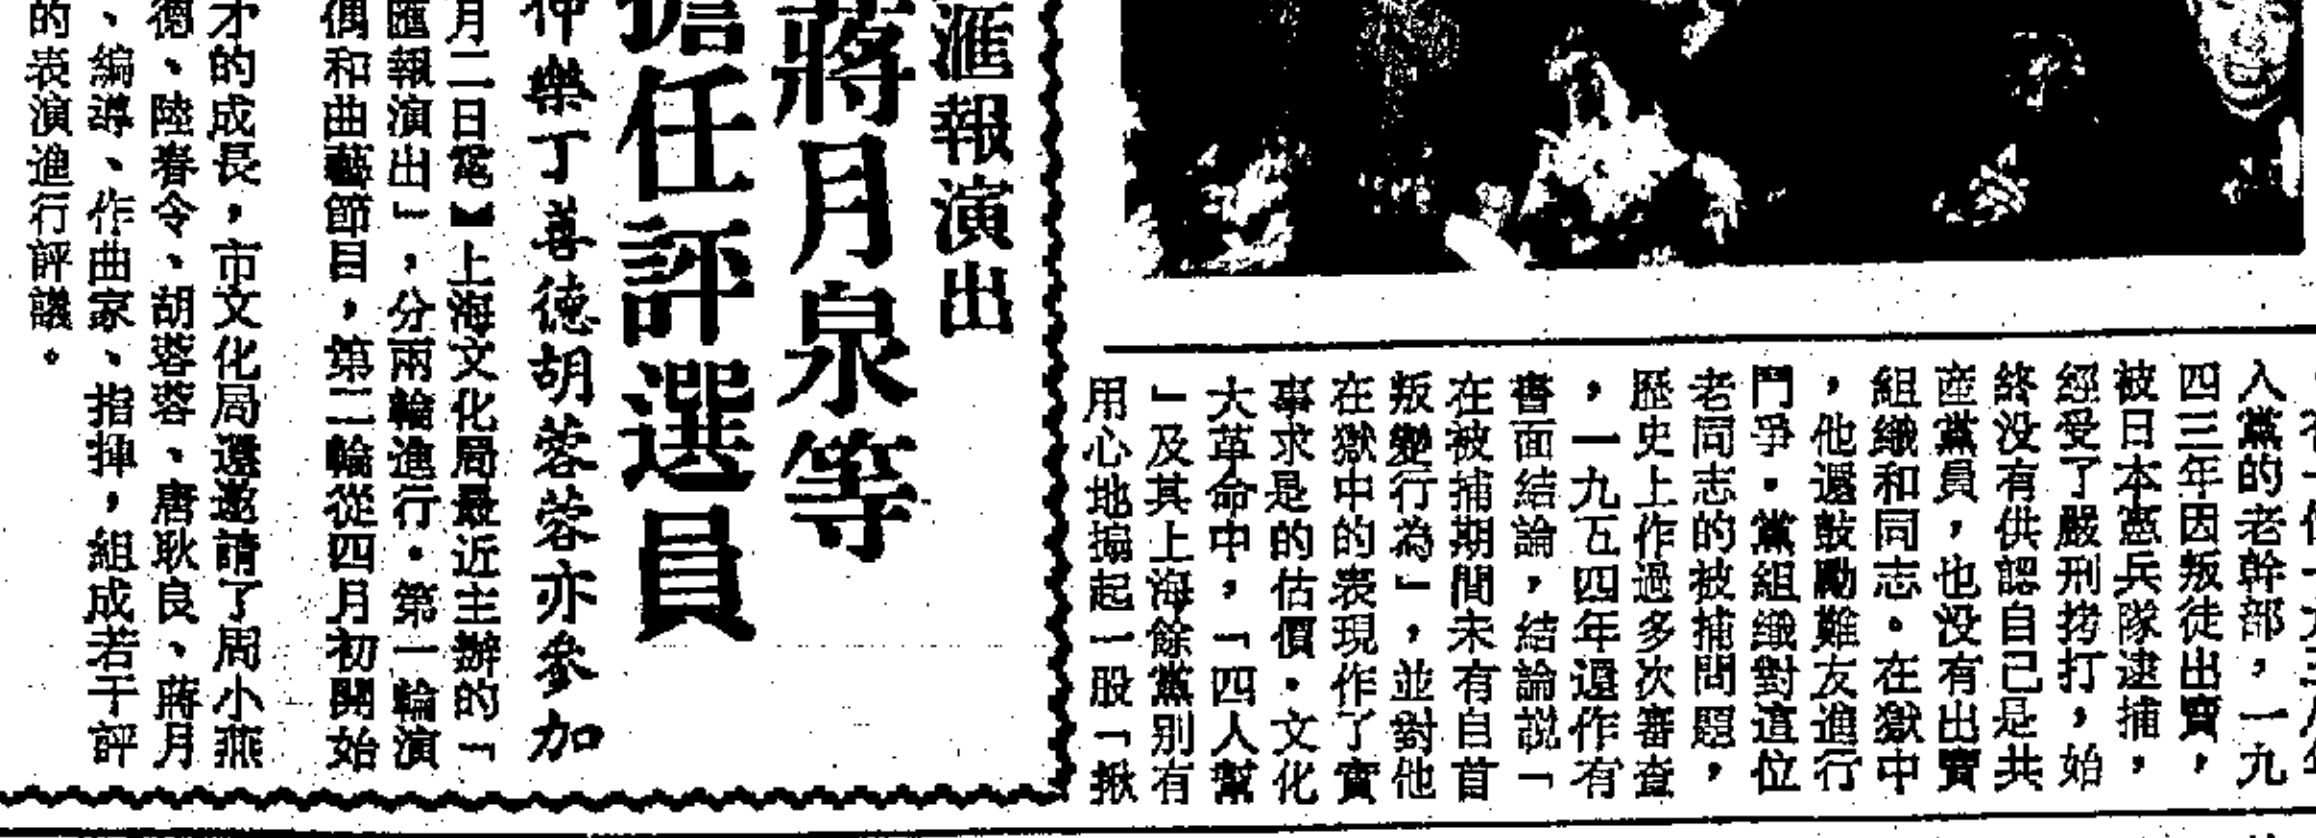 入黨的老幹部，一九
四三年因叛徒出賣，
被日本憲兵隊逮捕，
經受了嚴刑拷打，始
終没有供認自己是共
産黨員，也没有出賣
組織和同志。在獄中
，他還鼓勵難友進行
鬥爭。黨組織對這位
老同志的被捕問題，
歷史上作過多次審查
，一九五四年還作有
書面結論，結論説「
在被捕期間未有自首
叛變行為」，並對他
在獄中的表現作了實
事求是的估價。文化
大革命中，「四人幫
」及其上海餘黨别有
用心地搧起一股「揪
滙報演出
蔣月泉等
擔任評選員
仲樂丁善德胡蓉蓉亦參加
月二日電】上海文化局最近主辦的「
匯報演出」，分兩輪進行。第一輪演
偶和曲藝節目，第二輪從四月初開始
才的成長，市文化局還邀請了周小燕
德、陸春令、胡蓉蓉、唐耿良、蔣月
、編導、作曲家、指揮，組成若干評
的表演進行評議。